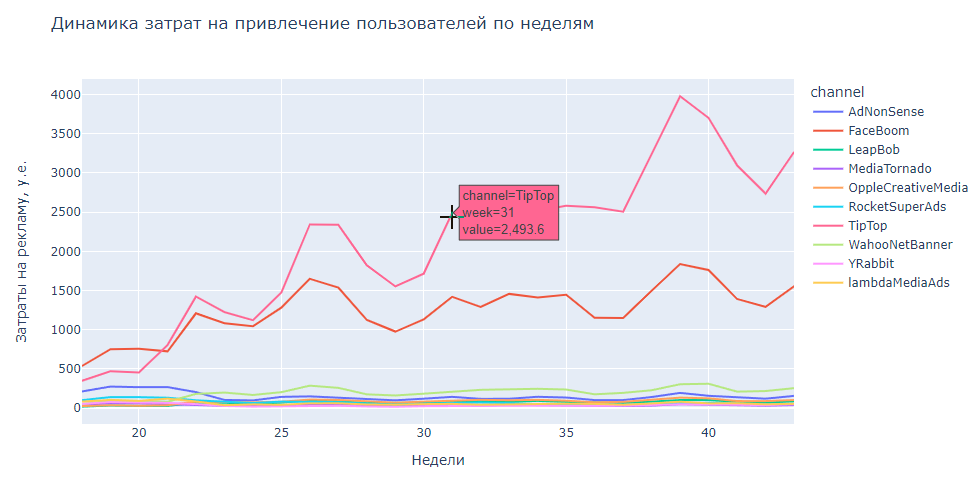 Динамика затрат на привлечение пользователей по неделям
Затраты на рекламу, у.е.
4000
3500
3000
2500
2000
1500
1000
500
0
20
25
30
35
40
Недели
channel=TipTop
week=31
value=2,493.6
channel
AdNonSense
FaceBoom
LeapBob
MediaTornado
OppleCreativeMedia
RocketSuperAds
TipTop
WahooNetBanner
YRabbit
lambdaMediaAds